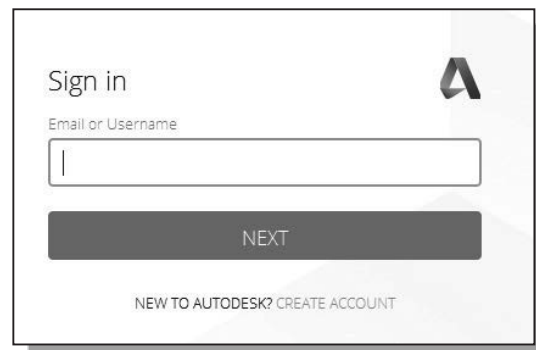 Sign in
Email or Username
NEXT
NEW TO AUTODESK? CREATE ACCOUNT